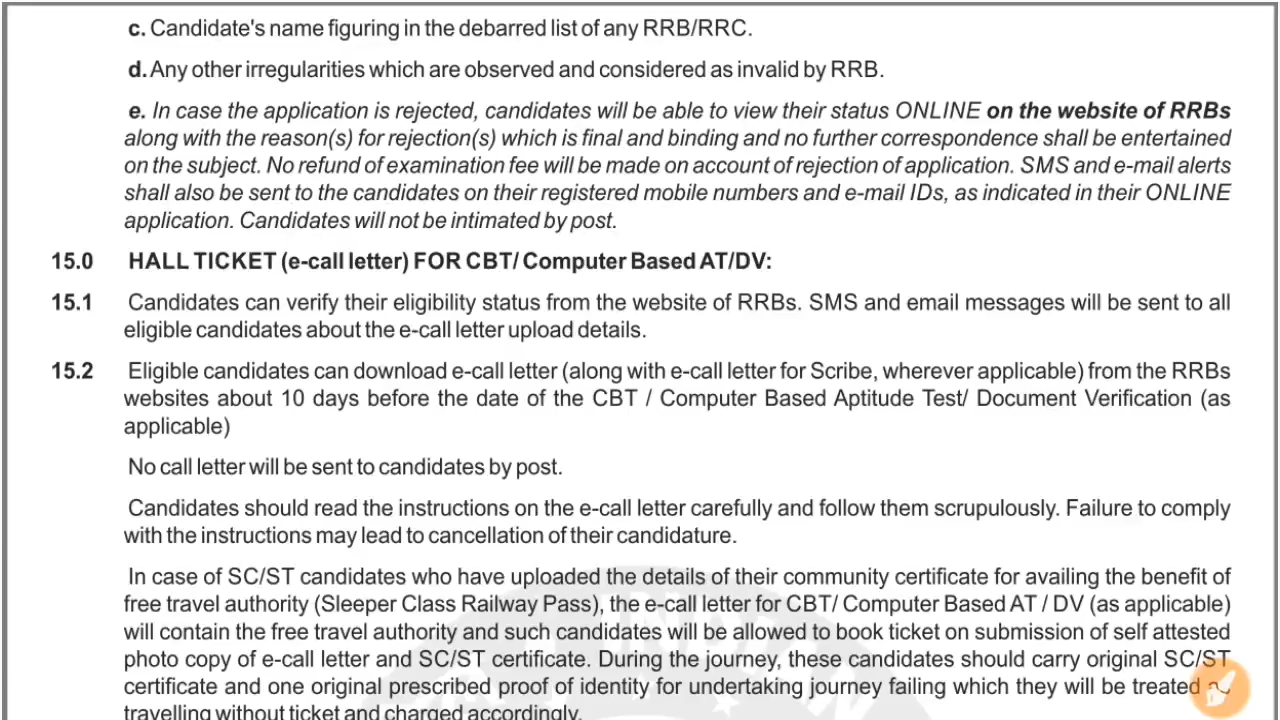 c. Candidate's name figuring in the debarred list of any RRB/RRC.
d. Any other irregularities which are observed and considered as invalid by RRB.
e. In case the application is rejected, candidates will be able to view their status ONLINE on the website of RRBs
along with the reason(s) for rejection(s) which is final and binding and no further correspondence shall be entertained
on the subject. No refund of examination fee will be made on account of rejection of application. SMS and e-mail alerts
shall also be sent to the candidates on their registered mobile numbers and e-mail IDs, as indicated in their ONLINE
application. Candidates will not be intimated by post.
15.0 HALL TICKET (e-call letter) FOR CBT/ Computer Based AT/DV:
15.1 Candidates can verify their eligibility status from the website of RRBs. SMS and email messages will be sent to all
eligible candidates about the e-call letter upload details.
15.2 Eligible candidates can download e-call letter (along with e-call letter for Scribe, wherever applicable) from the RRBs
websites about 10 days before the date of the CBT / Computer Based Aptitude Test/ Document Verification (as
applicable)
No call letter will be sent to candidates by post.
Candidates should read the instructions on the e-call letter carefully and follow them scrupulously. Failure to comply
with the instructions may lead to cancellation of their candidature.
In case of SC/ST candidates who have uploaded the details of their community certificate for availing the benefit of
free travel authority (Sleeper Class Railway Pass), the e-call letter for CBT/ Computer Based AT / DV (as applicable)
will contain the free travel authority and such candidates will be allowed to book ticket on submission of self attested
photo copy of e-call letter and SC/ST certificate. During the journey, these candidates should carry original SC/ST
certificate and one original prescribed proof of identity for undertaking journey failing which they will be treated
travelling without ticket and charged accordingly.